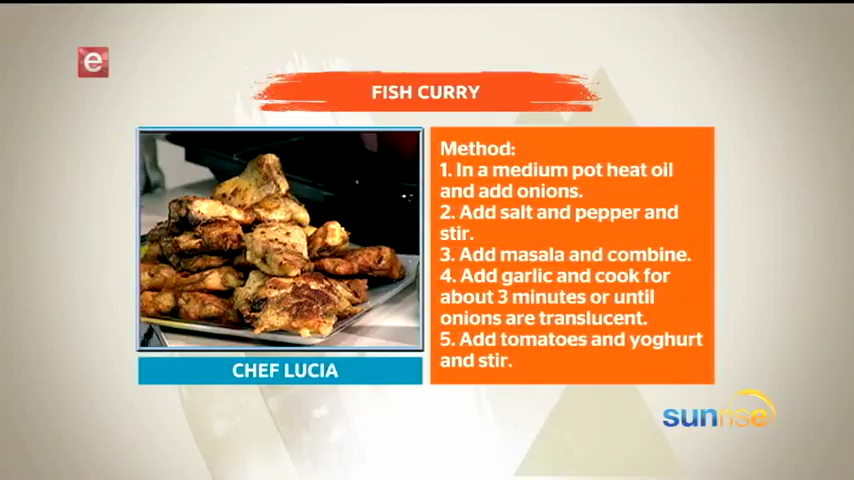 e
FISH CURRY
Method:
1. In a medium pot heat oil
and add onions.
2. Add salt and pepper and
stir.
3. Add masala and combine.
4. Add garlic and cook for
about 3 minutes or until
onions are translucent.
5. Add tomatoes and yoghurt
and stir.
CHEF LUCIA
sunrise